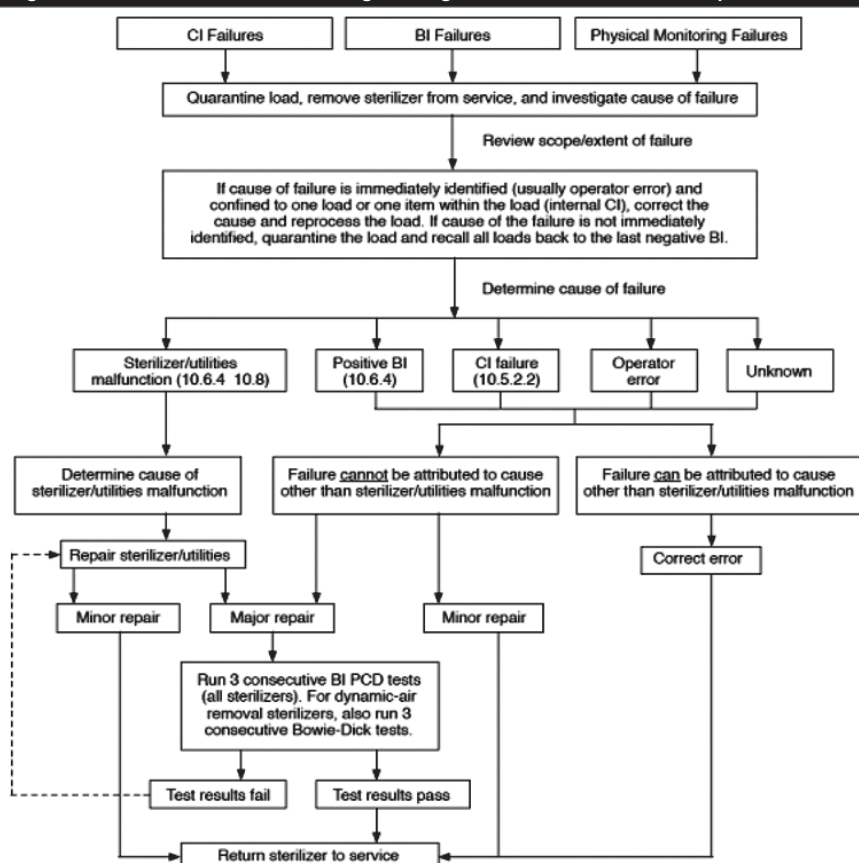 CI Failures
BI Failures
Physical Monitoring Failures
Quarantine load, remove sterilizer from service, and investigate cause of failure
Review scope/extent of failure
If cause of failure is immediately identified (usually operator error) and
confined to one load or one item within the load (internal CI), correct the
cause and reprocess the load. If cause of the failure is not immediately
identified, quarantine the load and recall all loads back to the last negative BI.
Determine cause of failure
Sterilizer/utilities
malfunction (10.6.4 10.8)
Positive BI
(10.6.4)
CI failure
(10.5.2.2)
Operator
error
Unknown
Determine cause of
sterilizer/utilities malfunction
Failure cannot be attributed to cause
other than sterilizer/utilities malfunction
Failure can be attributed to cause
other than sterilizer/utilities malfunction
Repair sterilizer/utilities
Correct error
Minor repair
Major repair
Minor repair
Run 3 consecutive BI PCD tests
(all sterilizers). For dynamic-air
removal sterilizers, also run 3
consecutive Bowie-Dick tests.
Test results fail
Test results pass
Return sterilizer to service